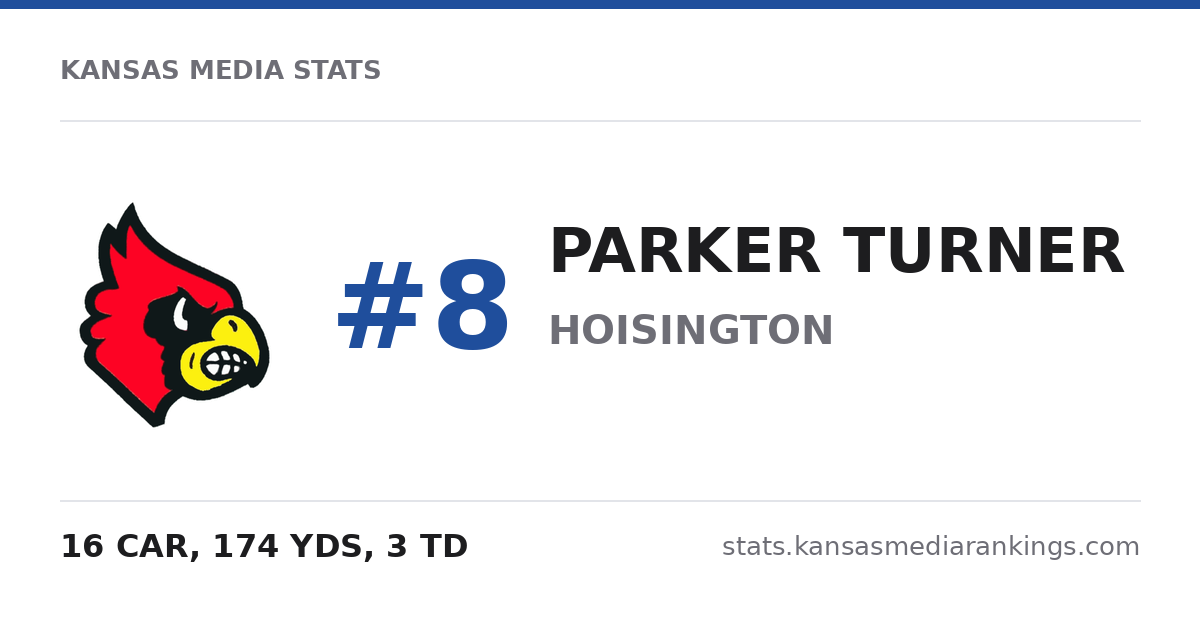 KANSAS MEDIA STATS
#8
PARKER TURNER
HOISINGTON
16 CAR, 174 YDS, 3 TD
stats.kansasmediarankings.com